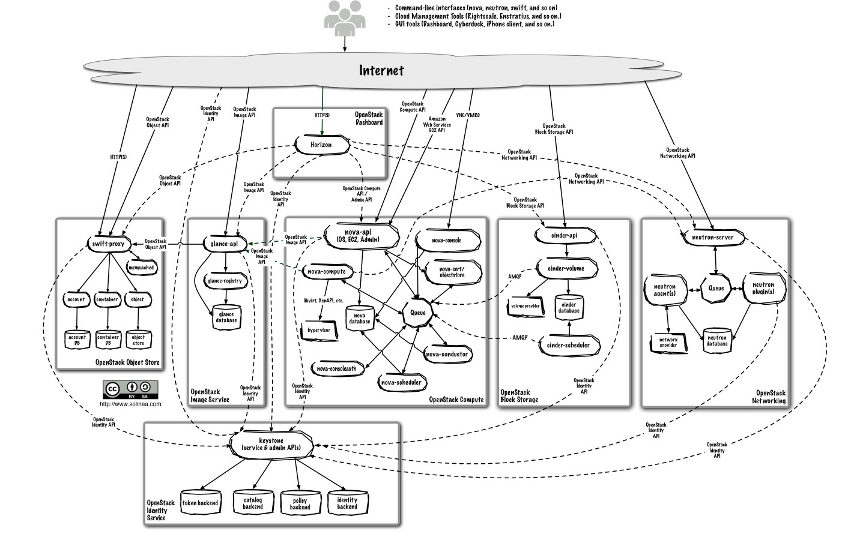 - Command-line interfaces (nova, neutron, swift, and so on)
- Cloud Management Tools (Rightscale, Enstratius, and so on.)
- GUI tools (Dashboard, Cyberduck, iPhone client, and so on.)
Internet
OpenStack
Object API
OpenStack
Identity
API
OpenStack
Image API
HTTP(S)
OpenStack
Dashboard
Horizon
OpenStack
Compute API
Amazon
Web Services
EC2 API
VNC/VMRC
OpenStack
Block Storage API
OpenStack
Networking API
OpenStack
Networking API
HTTP(S)
OpenStack
Object API
OpenStack
Image API
OpenStack
Identity
API
OpenStack Compute
API /
Admin API
OpenStack
Block Storage API
OpenStack
Networking API
swift-proxy
memcached
account
container
object
account
DB
container
DB
object
store
OpenStack Object Store
OpenStack
Object API
glance-api
glance-registry
glance
database
OpenStack
Image Service
OpenStack
Image API
OpenStack
Image
API
nova-api
(OS, EC2, Admin)
nova-console
nova-compute
nova-cert/
objectstore
libvirt, XenAPI, etc.
hypervisor
nova
database
Queue
nova-consoleauth
nova-conductor
nova-scheduler
OpenStack Compute
AMQP
AMQP
cinder-api
cinder-volume
volume provider
cinder
database
cinder-scheduler
OpenStack
Block Storage
neutron-server
neutron
agent(s)
Queue
neutron
plugin(s)
network
provider
neutron
database
OpenStack
Networking
CC
BY SA
http://www.solinea.com
OpenStack
Identity API
OpenStack
Identity
API
OpenStack
Identity
API
OpenStack
Identity
API
OpenStack
Identity
API
OpenStack
Identity
API
keystone
(service & admin APIs)
token backend
catalog
backend
policy
backend
identity
backend
OpenStack
Identity
Service